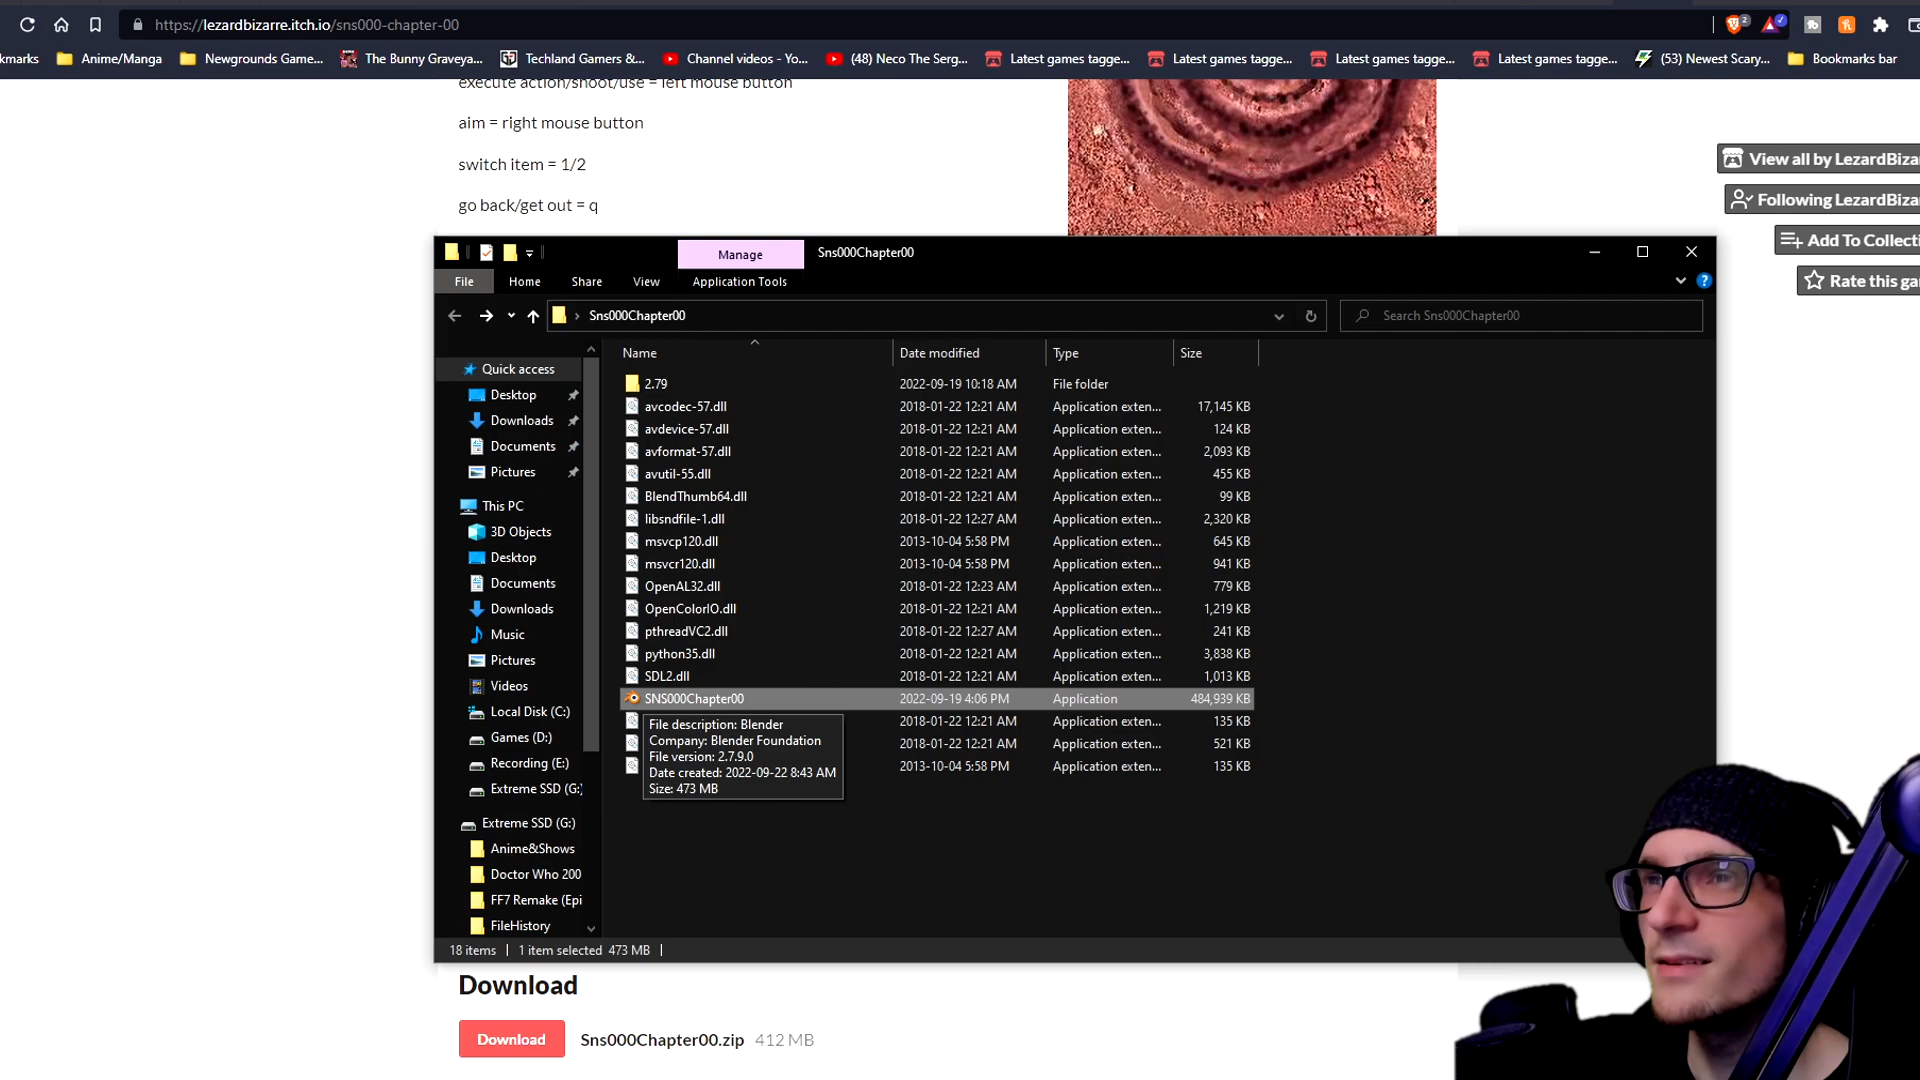 https://lezardbizarre.itch.io/sns000-chapter-00
2
kmarks
Anime/Manga
Newgrounds Game...
The Bunny Graveya...
Techland Gamers &...
Channel videos - Yo...
(48) Neco The Serg...
Latest games tagge...
Latest games tagge...
Latest games tagge...
Latest games tagge...
(53) Newest Scary...
Bookmarks bar
execute action/shoot/use = left mouse button
aim = right mouse button
switch item = 1/2
go back/get out = q
View all by LezardBiza
Following LezardBiza
Add To Collecti
Rate this ga
Manage
Sns000Chapter00
File
Home
Share
View
Application Tools
Sns000Chapter00
Search Sns000Chapter00
Name
Date modified
Type
Size
2.79 2022-09-19 10:18 AM File folder
avcodec-57.dll 2018-01-22 12:21 AM Application exten... 17,145 KB
avdevice-57.dll 2018-01-22 12:21 AM Application exten... 124 KB
avformat-57.dll 2018-01-22 12:21 AM Application exten... 2,093 KB
avutil-55.dll 2018-01-22 12:21 AM Application exten... 455 KB
BlendThumb64.dll 2018-01-22 12:21 AM Application exten... 99 KB
libsndfile-1.dll 2018-01-22 12:27 AM Application exten... 2,320 KB
msvcp120.dll 2013-10-04 5:58 PM Application exten... 645 KB
msvcr120.dll 2013-10-04 5:58 PM Application exten... 941 KB
OpenAL32.dll 2018-01-22 12:23 AM Application exten... 779 KB
OpenColorIO.dll 2018-01-22 12:21 AM Application exten... 1,219 KB
pthreadVC2.dll 2018-01-22 12:27 AM Application exten... 241 KB
python35.dll 2018-01-22 12:21 AM Application exten... 3,838 KB
SDL2.dll 2018-01-22 12:21 AM Application exten... 1,013 KB
SNS000Chapter00 2022-09-19 4:06 PM Application 484,939 KB
2018-01-22 12:21 AM Application exten... 135 KB
2018-01-22 12:21 AM Application exten... 521 KB
2013-10-04 5:58 PM Application exten... 135 KB
File description: Blender
Company: Blender Foundation
File version: 2.7.9.0
Date created: 2022-09-22 8:43 AM
Size: 473 MB
Quick access
Desktop
Downloads
Documents
Pictures
This PC
3D Objects
Desktop
Documents
Downloads
Music
Pictures
Videos
Local Disk (C:)
Games (D:)
Recording (E:)
Extreme SSD (G:)
Extreme SSD (G:)
Anime&Shows
Doctor Who 200
FF7 Remake (Epi
FileHistory
18 items
1 item selected 473 MB
Download
Download
Sns000Chapter00.zip 412 MB